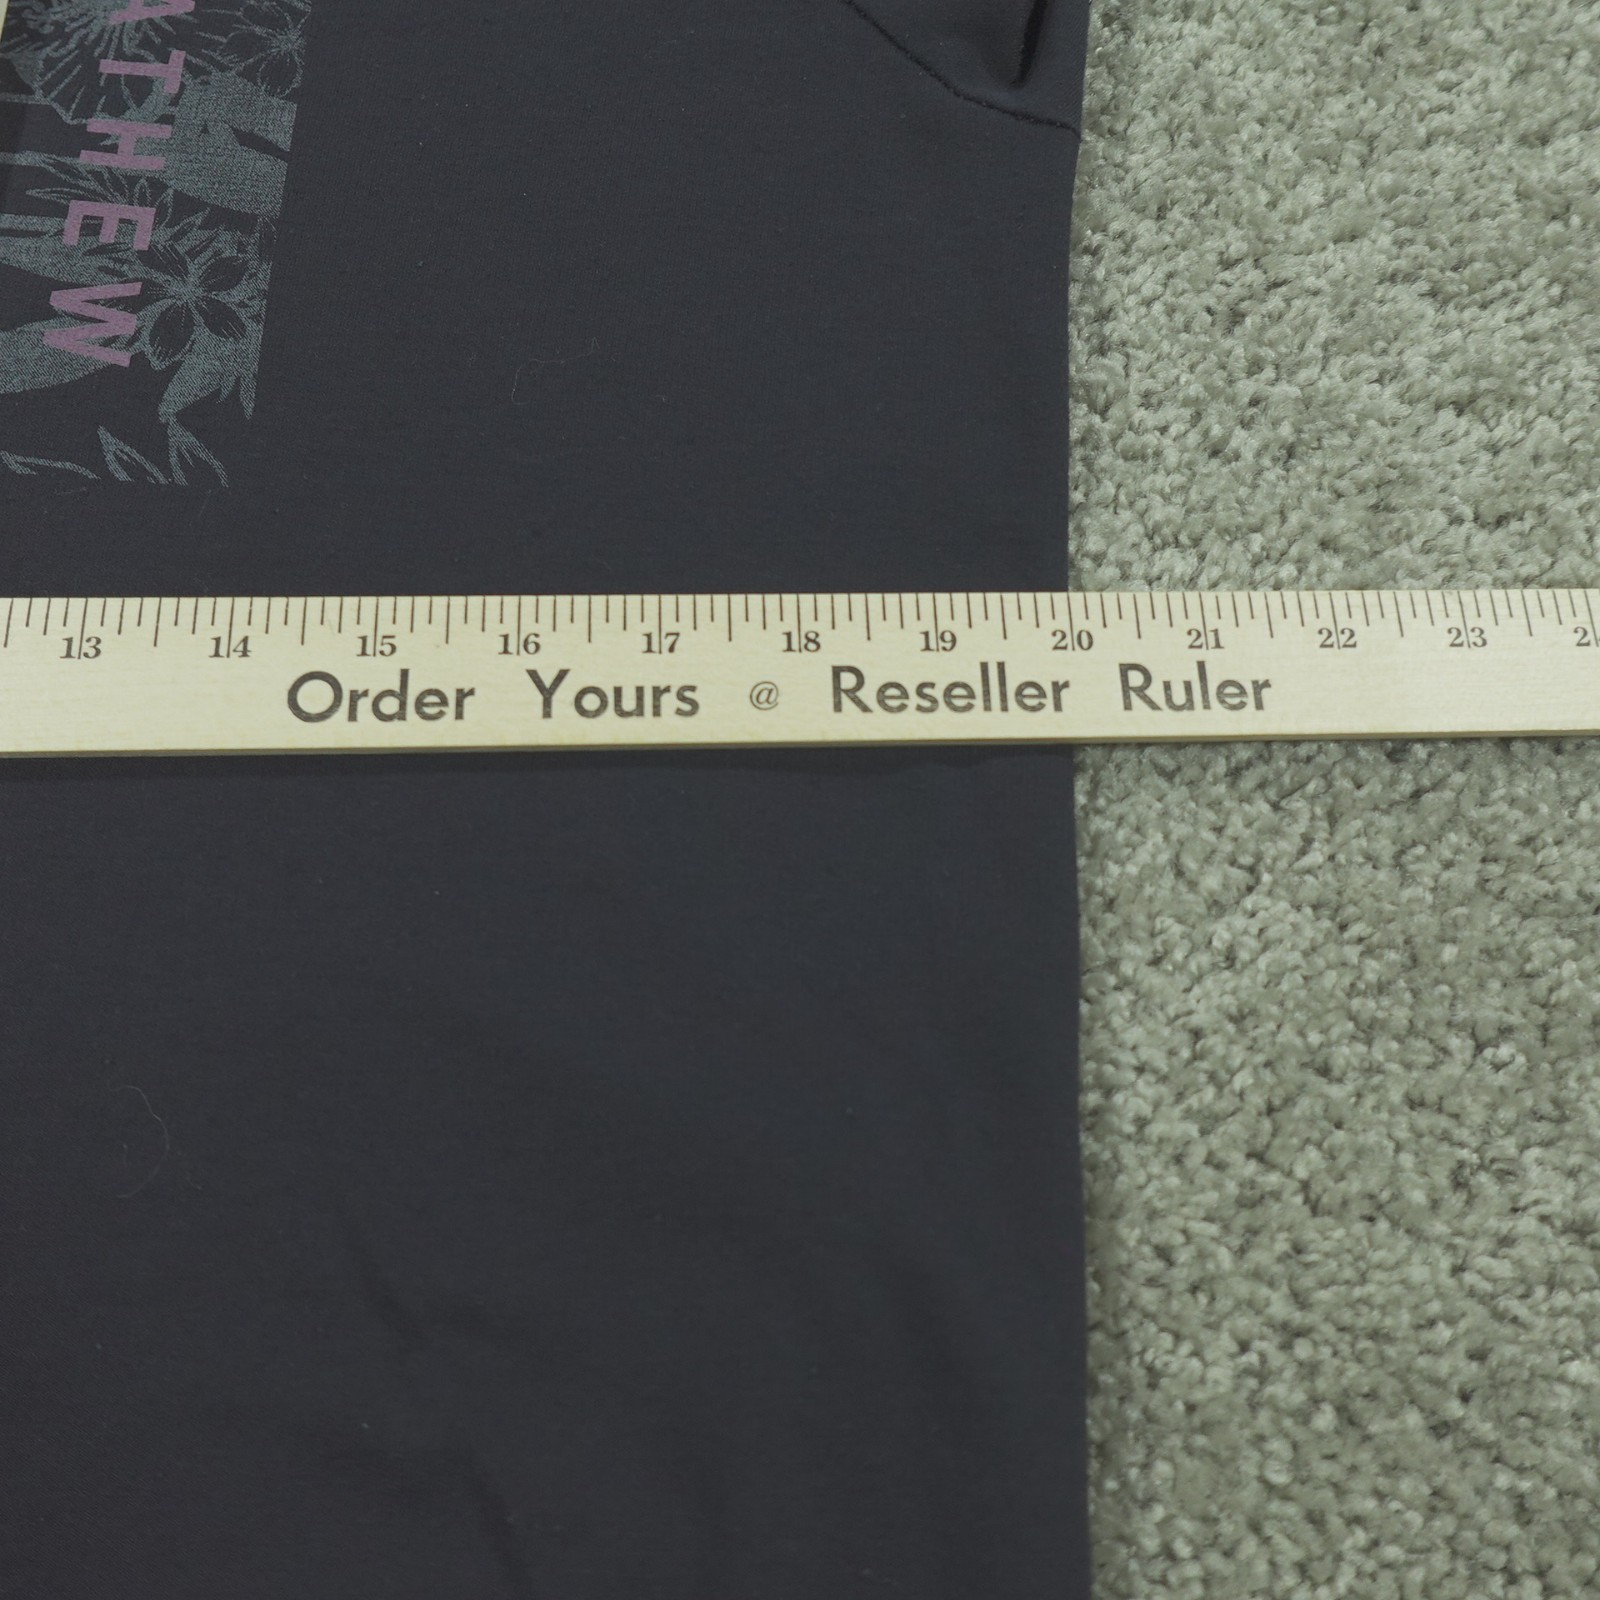 ATHEW
13 14 15 16 17 18 19 20 21 22 23
Order Yours @ Reseller Ruler